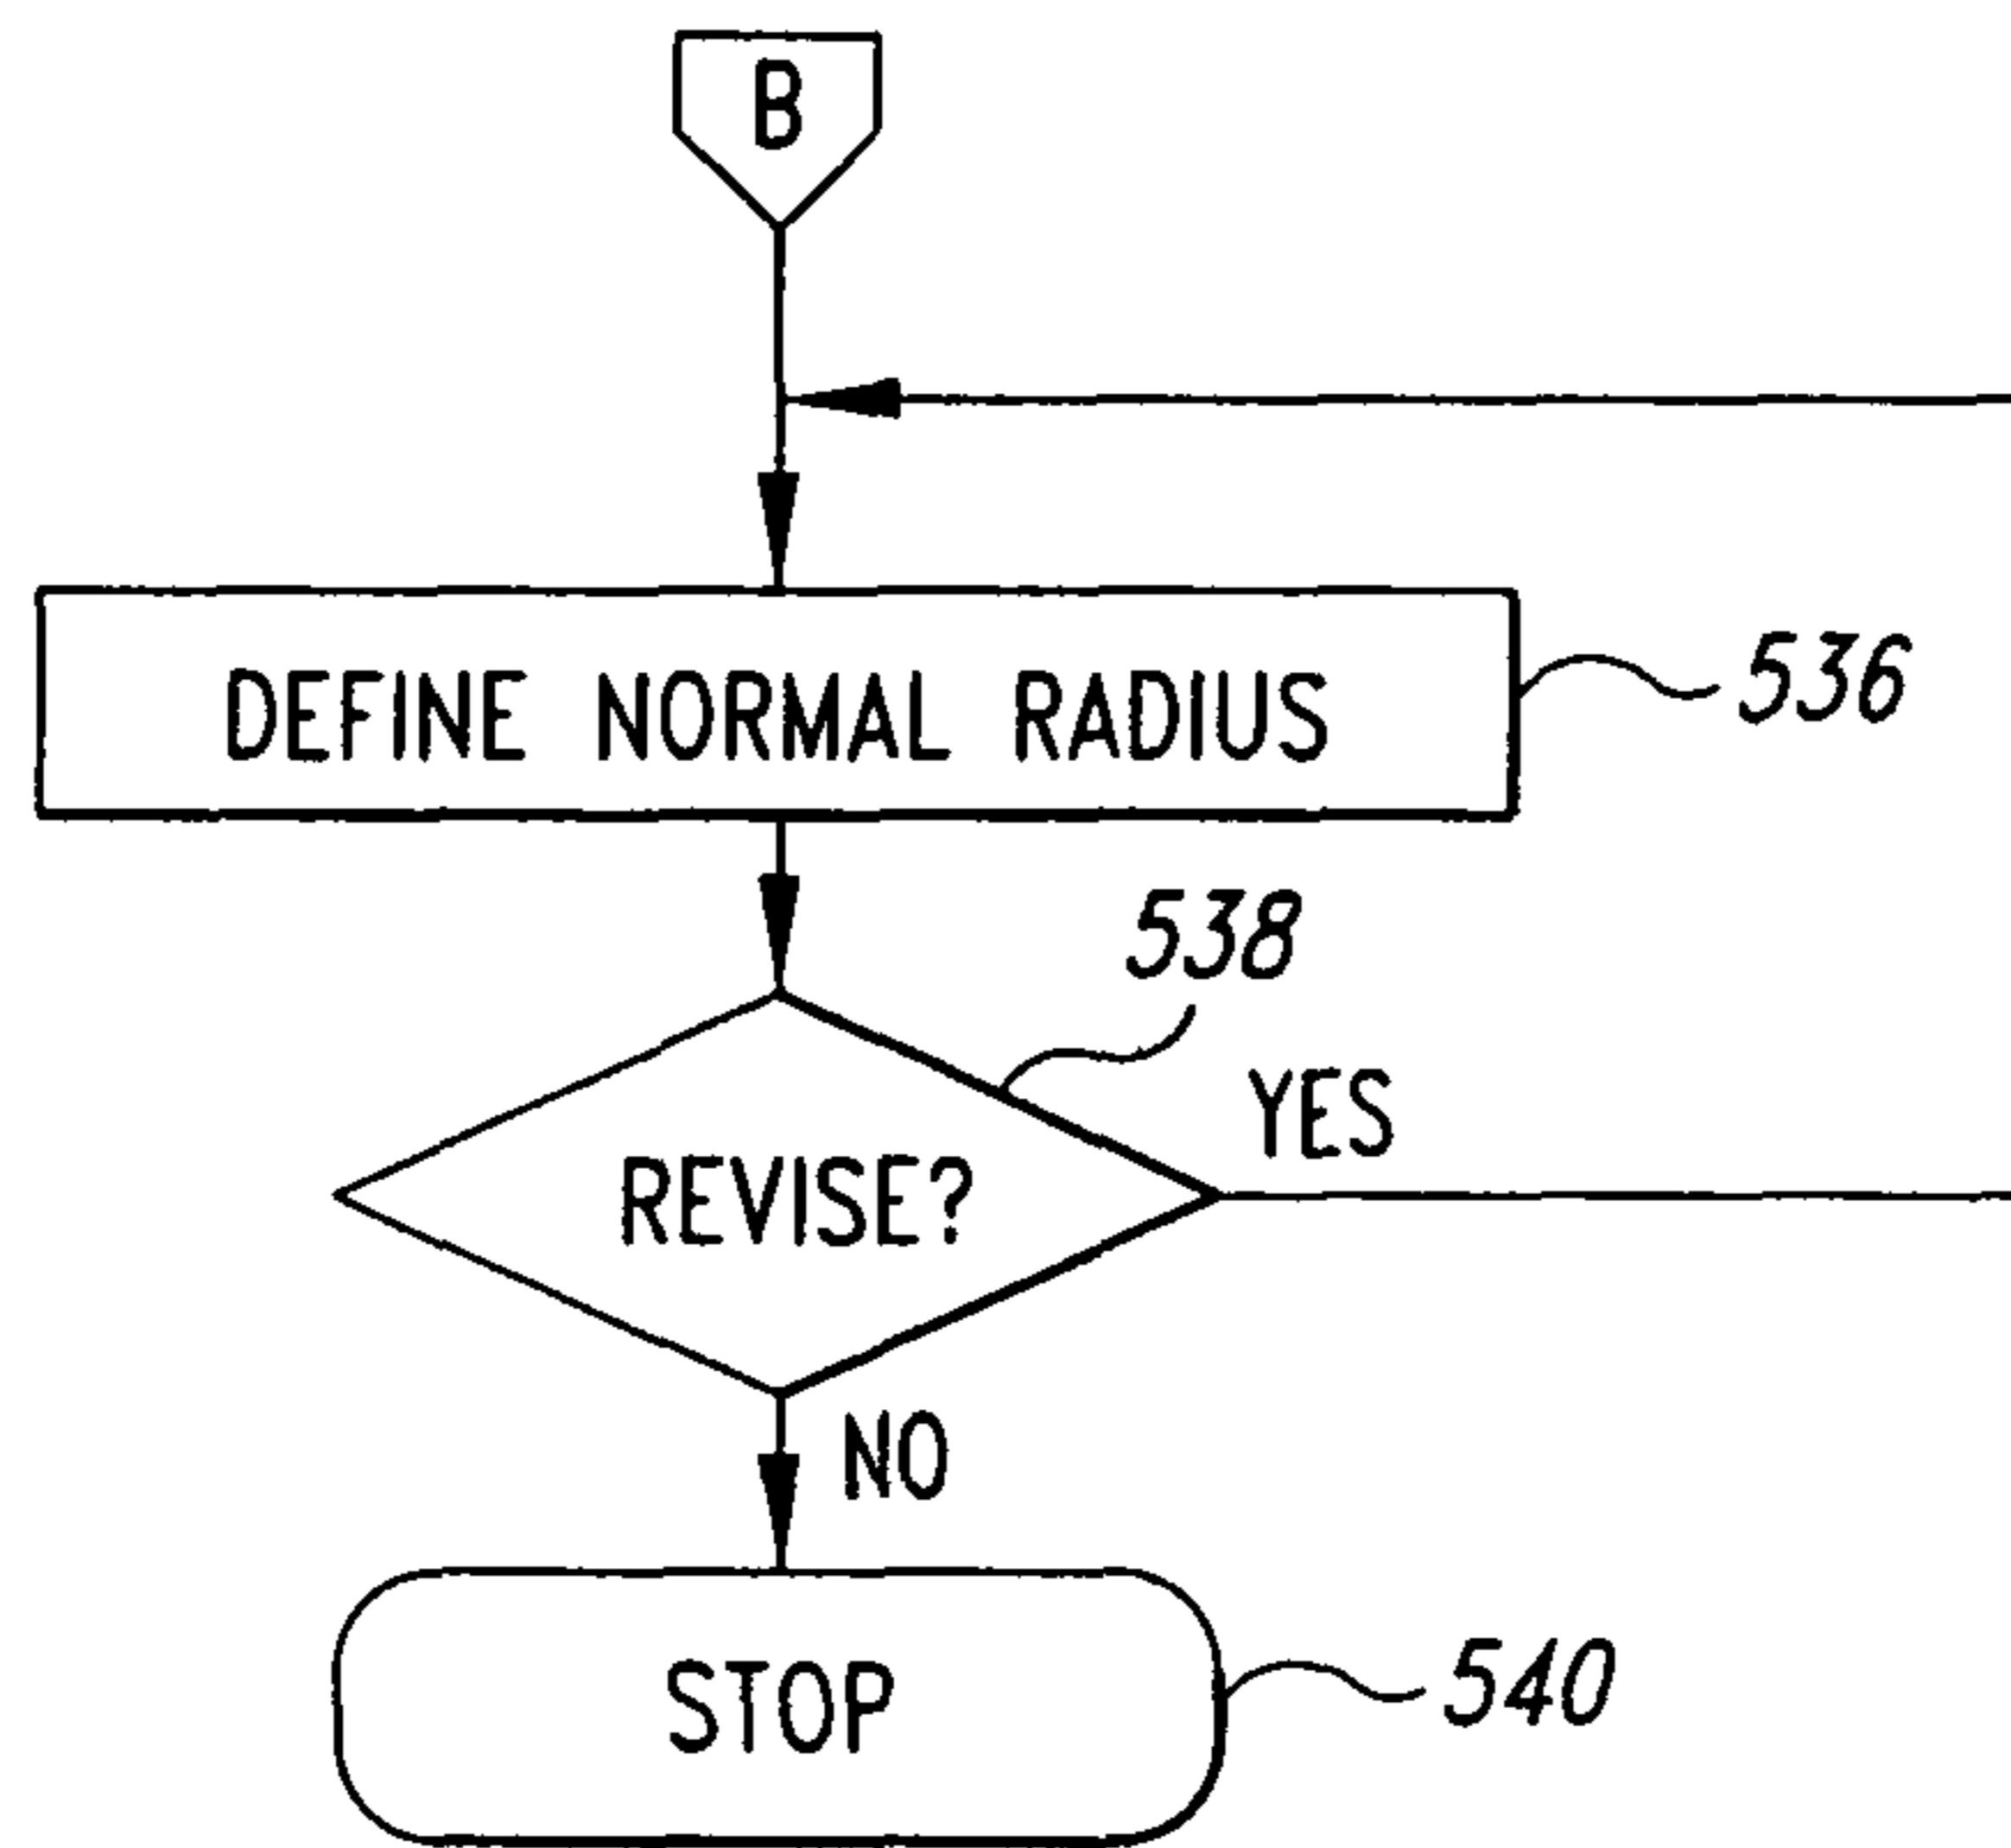 B
DEFINE NORMAL RADIUS
536
538
YES
REVISE?
NO
STOP
540